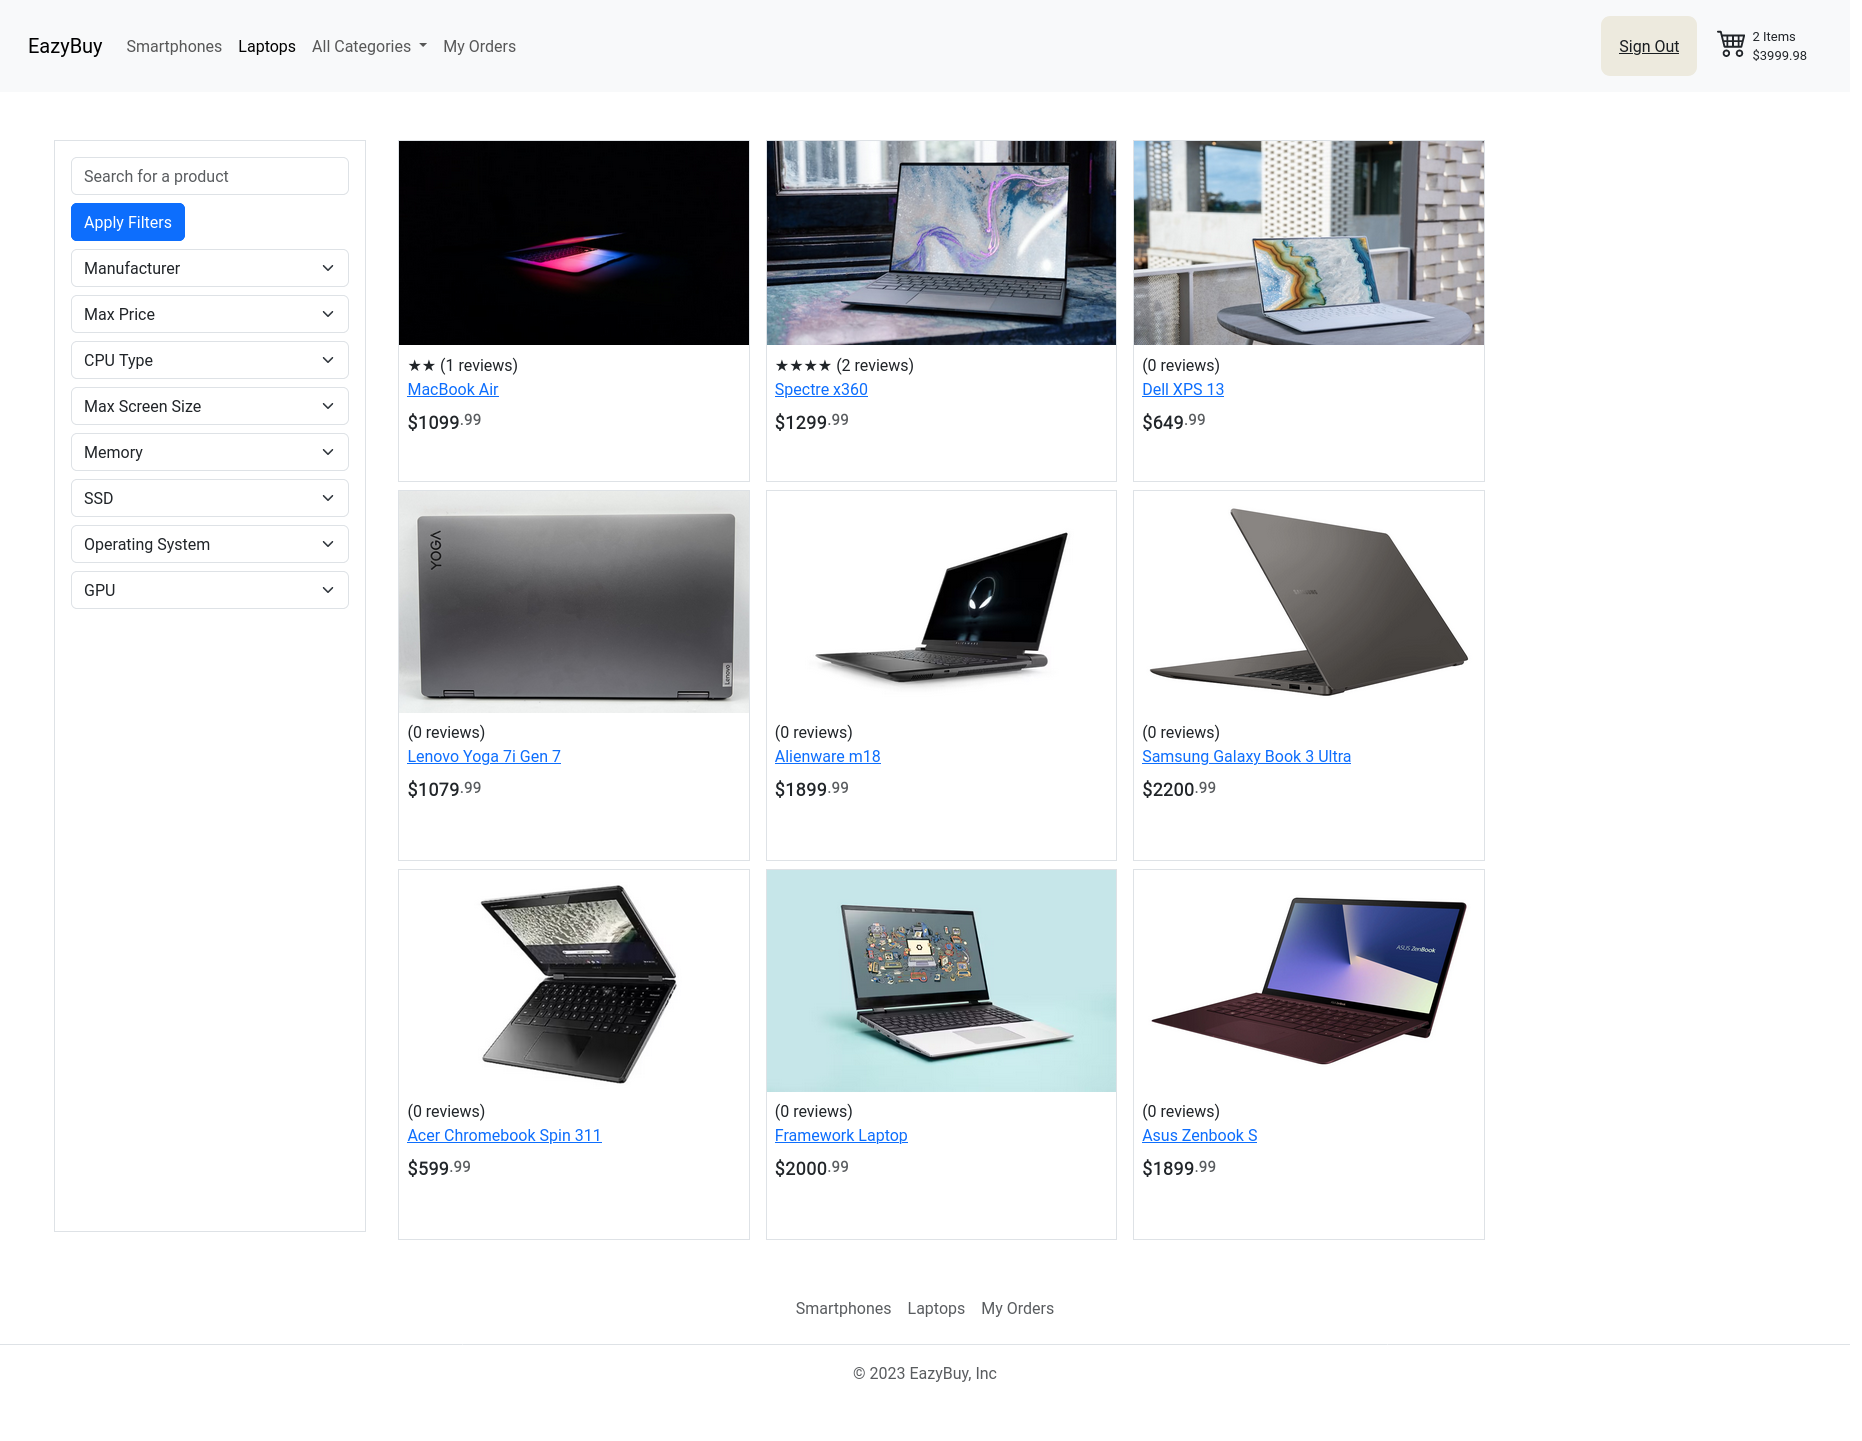 EazyBuy
Smartphones
Laptops
All Categories
My Orders
Sign Out
2 Items
$3999.98
Search for a product
Apply Filters
Manufacturer
Max Price
CPU Type
Max Screen Size
Memory
SSD
Operating System
GPU
★★ (1 reviews)
MacBook Air
$1099.99
★★★★ (2 reviews)
Spectre x360
$1299.99
(0 reviews)
Dell XPS 13
$649.99
YOGA
Lenovo
(0 reviews)
Lenovo Yoga 7i Gen 7
$1079.99
(0 reviews)
Alienware m18
$1899.99
SAMSUNG
(0 reviews)
Samsung Galaxy Book 3 Ultra
$2200.99
(0 reviews)
Acer Chromebook Spin 311
$599.99
(0 reviews)
Framework Laptop
$2000.99
ASUS ZenBook
(0 reviews)
Asus Zenbook S
$1899.99
Smartphones
Laptops
My Orders
© 2023 EazyBuy, Inc